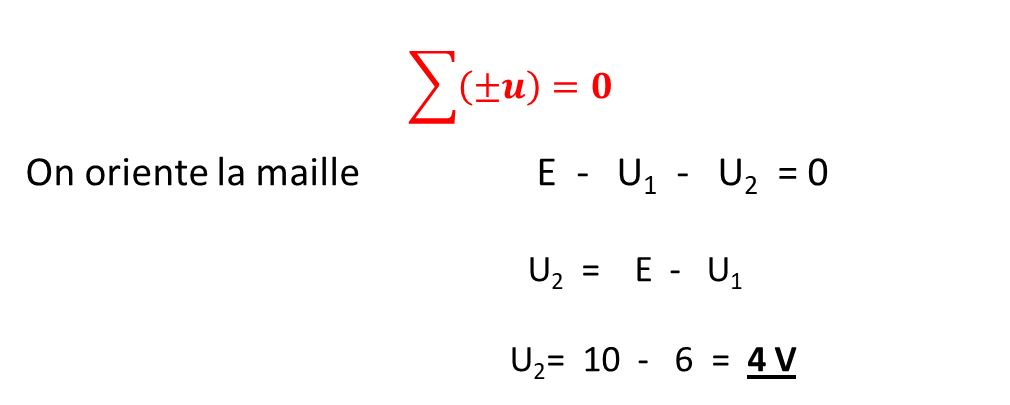 ∑(±u) = 0
On oriente la maille E - U₁ - U₂ = 0
U₂ = E - U₁
U₂= 10 - 6 = 4 V